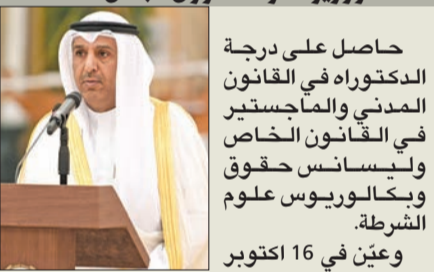 حاصل على درجة
الدكتوراه في القانون
المدني والماجستير
في القانون الخاص
وليسانس حقوق
وبكالوريوس علوم
الشرطة.
وعيّن في 16 اكتوبر